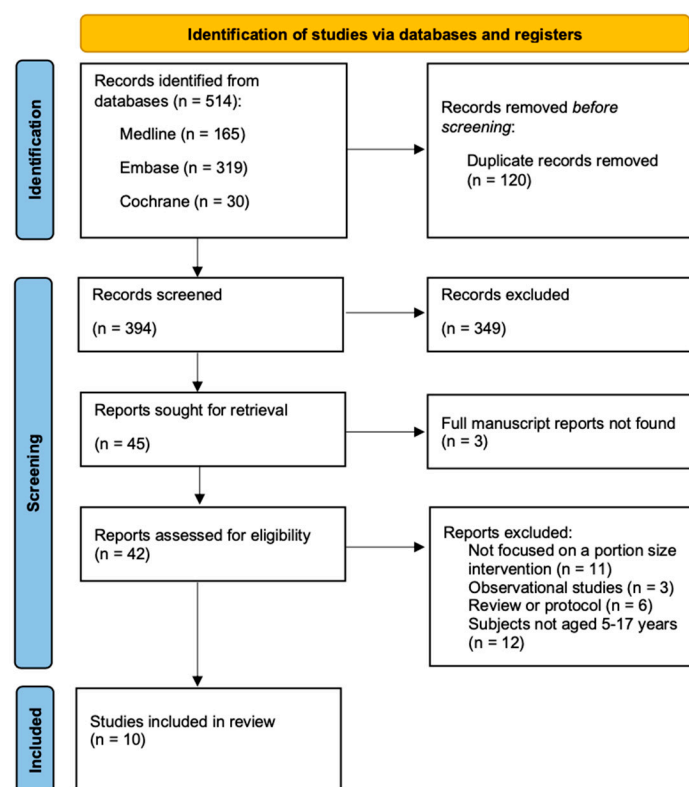 Identification of studies via databases and registers
Identification
Records identified from
databases (n = 514):
Medline (n = 165)
Embase (n = 319)
Cochrane (n = 30)
Records removed before
screening:
Duplicate records removed
(n = 120)
Screening
Records screened
(n = 394)
Records excluded
(n = 349)
Reports sought for retrieval
(n = 45)
Full manuscript reports not found
(n = 3)
Reports assessed for eligibility
(n = 42)
Reports excluded:
Not focused on a portion size
intervention (n = 11)
Observational studies (n = 3)
Review or protocol (n = 6)
Subjects not aged 5-17 years
(n = 12)
Included
Studies included in review
(n = 10)